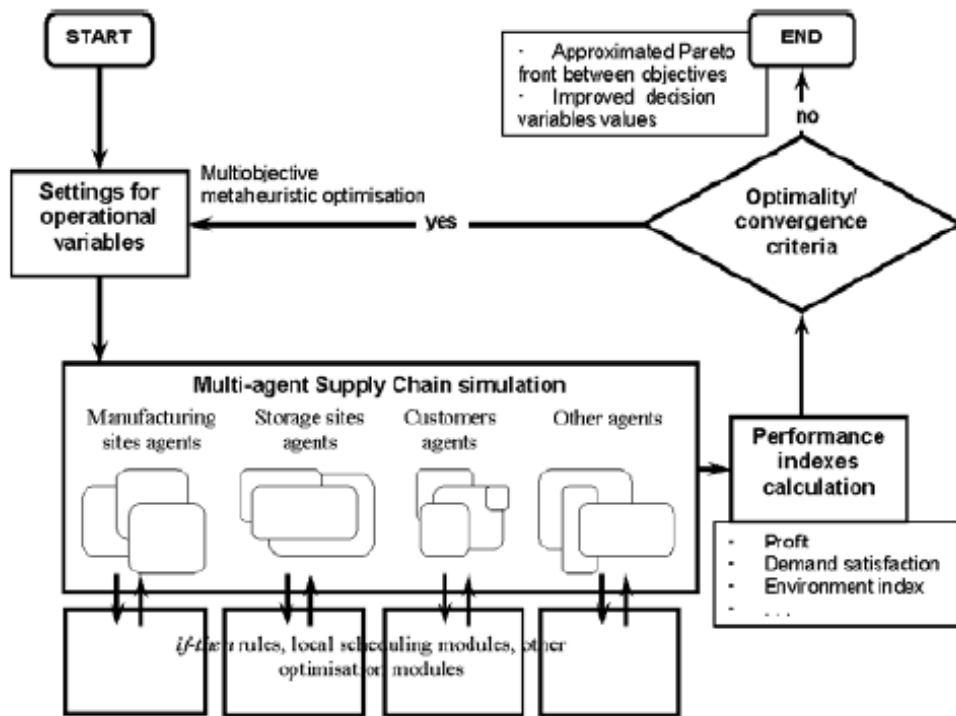 START
END
- Approximated Pareto
front between objectives
- Improved decision
variables values
no
Multiobjective
metaheuristic optimisation
Settings for
operational
variables
yes
Optimality/
convergence
criteria
Multi-agent Supply Chain simulation
Manufacturing
sites agents
Storage sites
agents
Customers
agents
Other agents
Performance
indexes
calculation
- Profit
- Demand satisfaction
- Environment index
- . . .
if-then rules, local scheduling modules, other
optimisation modules